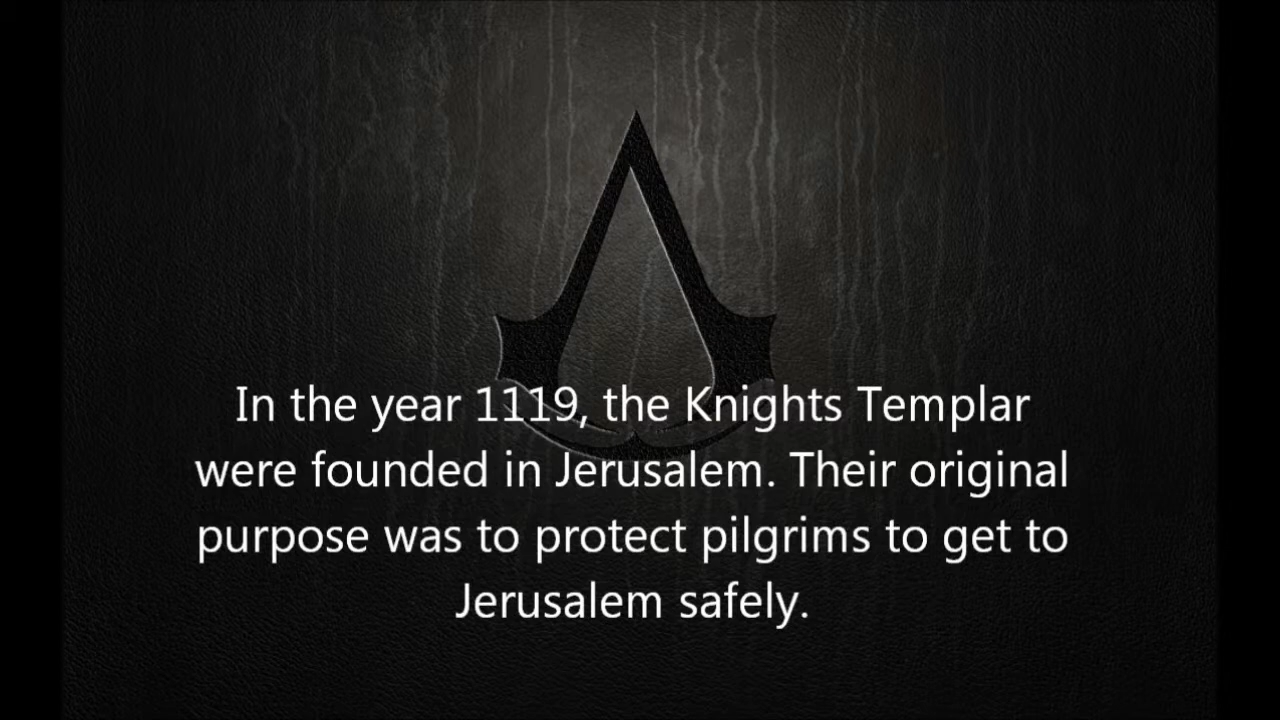 In the year 1119, the Knights Templar
were founded in Jerusalem. Their original
purpose was to protect pilgrims to get to
Jerusalem safely.